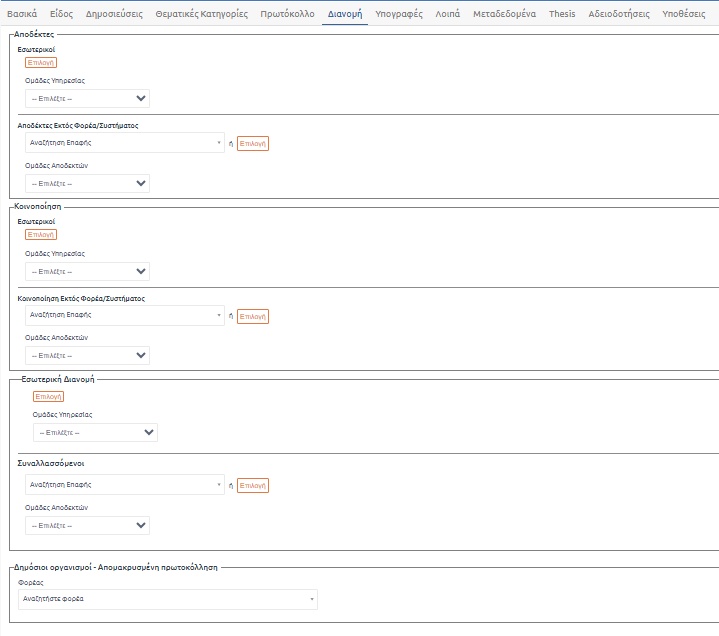 Βασικά Είδος Δημοσιεύσεις Θεματικές Κατηγορίες Πρωτόκολλο Διανομή Υπογραφές Λοιπά Μεταδεδομένα Thesis Αδειοδοτήσεις Υποθέσεις
Αποδέκτες
Εσωτερικοί
Επιλογή
Ομάδες Υπηρεσίας
-- Επιλέξτε --
Αποδέκτες Εκτός Φορέα/Συστήματος
Αναζήτηση Επαφής ή Επιλογή
Ομάδες Αποδεκτών
-- Επιλέξτε --
Κοινοποίηση
Εσωτερικοί
Επιλογή
Ομάδες Υπηρεσίας
-- Επιλέξτε --
Κοινοποίηση Εκτός Φορέα/Συστήματος
Αναζήτηση Επαφής ή Επιλογή
Ομάδες Αποδεκτών
-- Επιλέξτε --
Εσωτερική Διανομή
Επιλογή
Ομάδες Υπηρεσίας
-- Επιλέξτε --
Συναλλασσόμενοι
Αναζήτηση Επαφής ή Επιλογή
Ομάδες Αποδεκτών
-- Επιλέξτε --
Δημόσιοι οργανισμοί - Απομακρυσμένη πρωτοκόλληση
Φορέας
Αναζητήστε φορέα